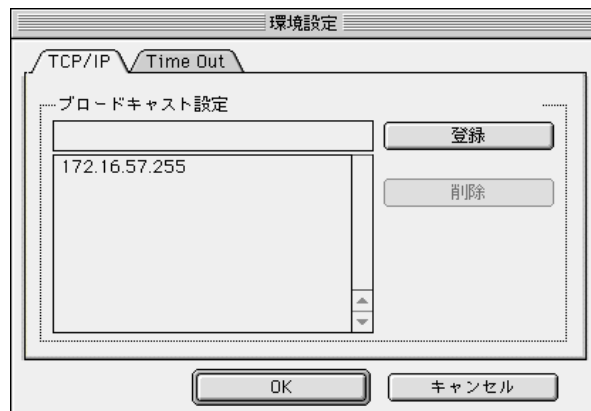 環境設定
TCP/IP Time Out
ブロードキャスト設定
登録
172.16.57.255
削除
OK キャンセル